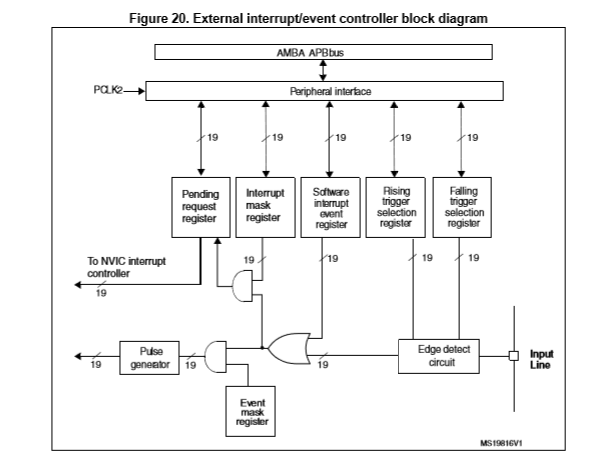 Figure 20. External interrupt/event controller block diagram
AMBA APB bus
PCLK2
Peripheral interface
19 19 19 19 19
Pending
request
register
Interrupt
mask
register
Software
interrupt
event
register
Rising
trigger
selection
register
Falling
trigger
selection
register
To NVIC interrupt
controller
19
19
19
19
19
Pulse
generator
19
19
19
Edge detect
circuit
Input
Line
Event
mask
register
MS19816V1